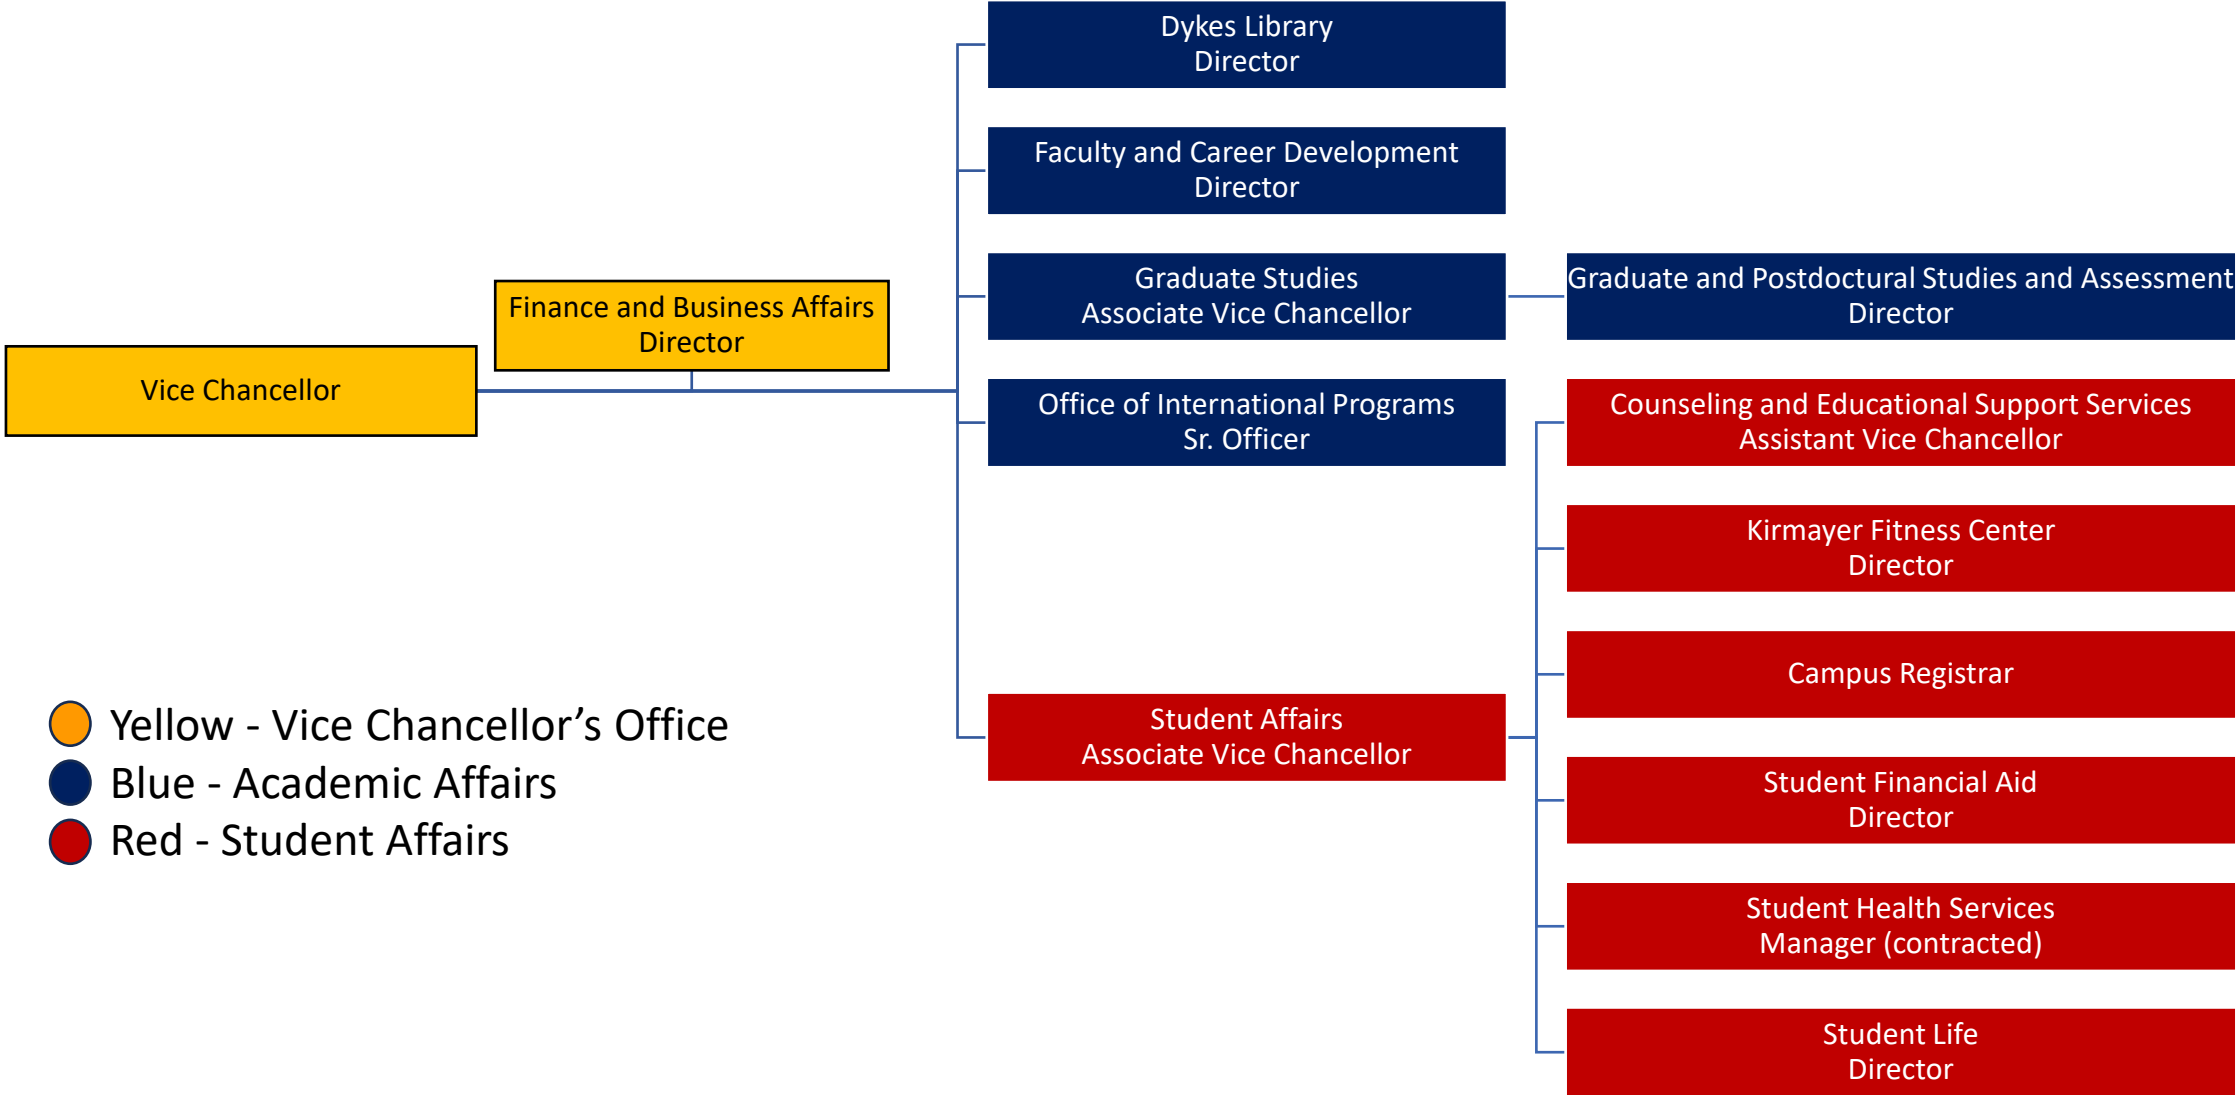 Dykes Library
Director
Faculty and Career Development
Director
Graduate Studies
Associate Vice Chancellor
Graduate and Postdoctural Studies and Assessment
Director
Finance and Business Affairs
Director
Vice Chancellor
Office of International Programs
Sr. Officer
Counseling and Educational Support Services
Assistant Vice Chancellor
Kirmayer Fitness Center
Director
Campus Registrar
Student Affairs
Associate Vice Chancellor
Student Financial Aid
Director
Student Health Services
Manager (contracted)
Student Life
Director
Yellow - Vice Chancellor’s Office
Blue - Academic Affairs
Red - Student Affairs